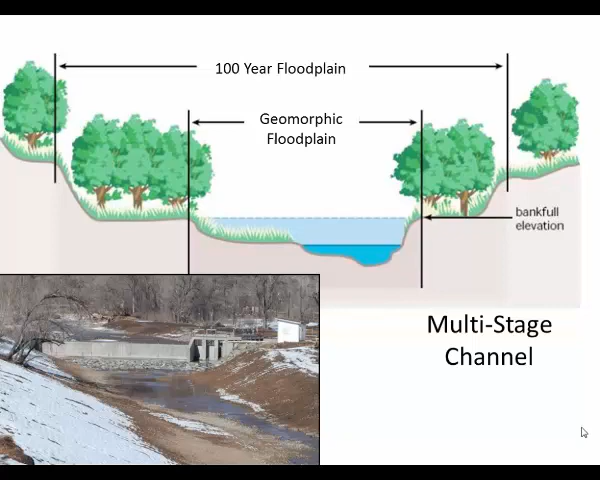 100 Year Floodplain
Geomorphic
Floodplain
bankfull
elevation
Multi-Stage
Channel